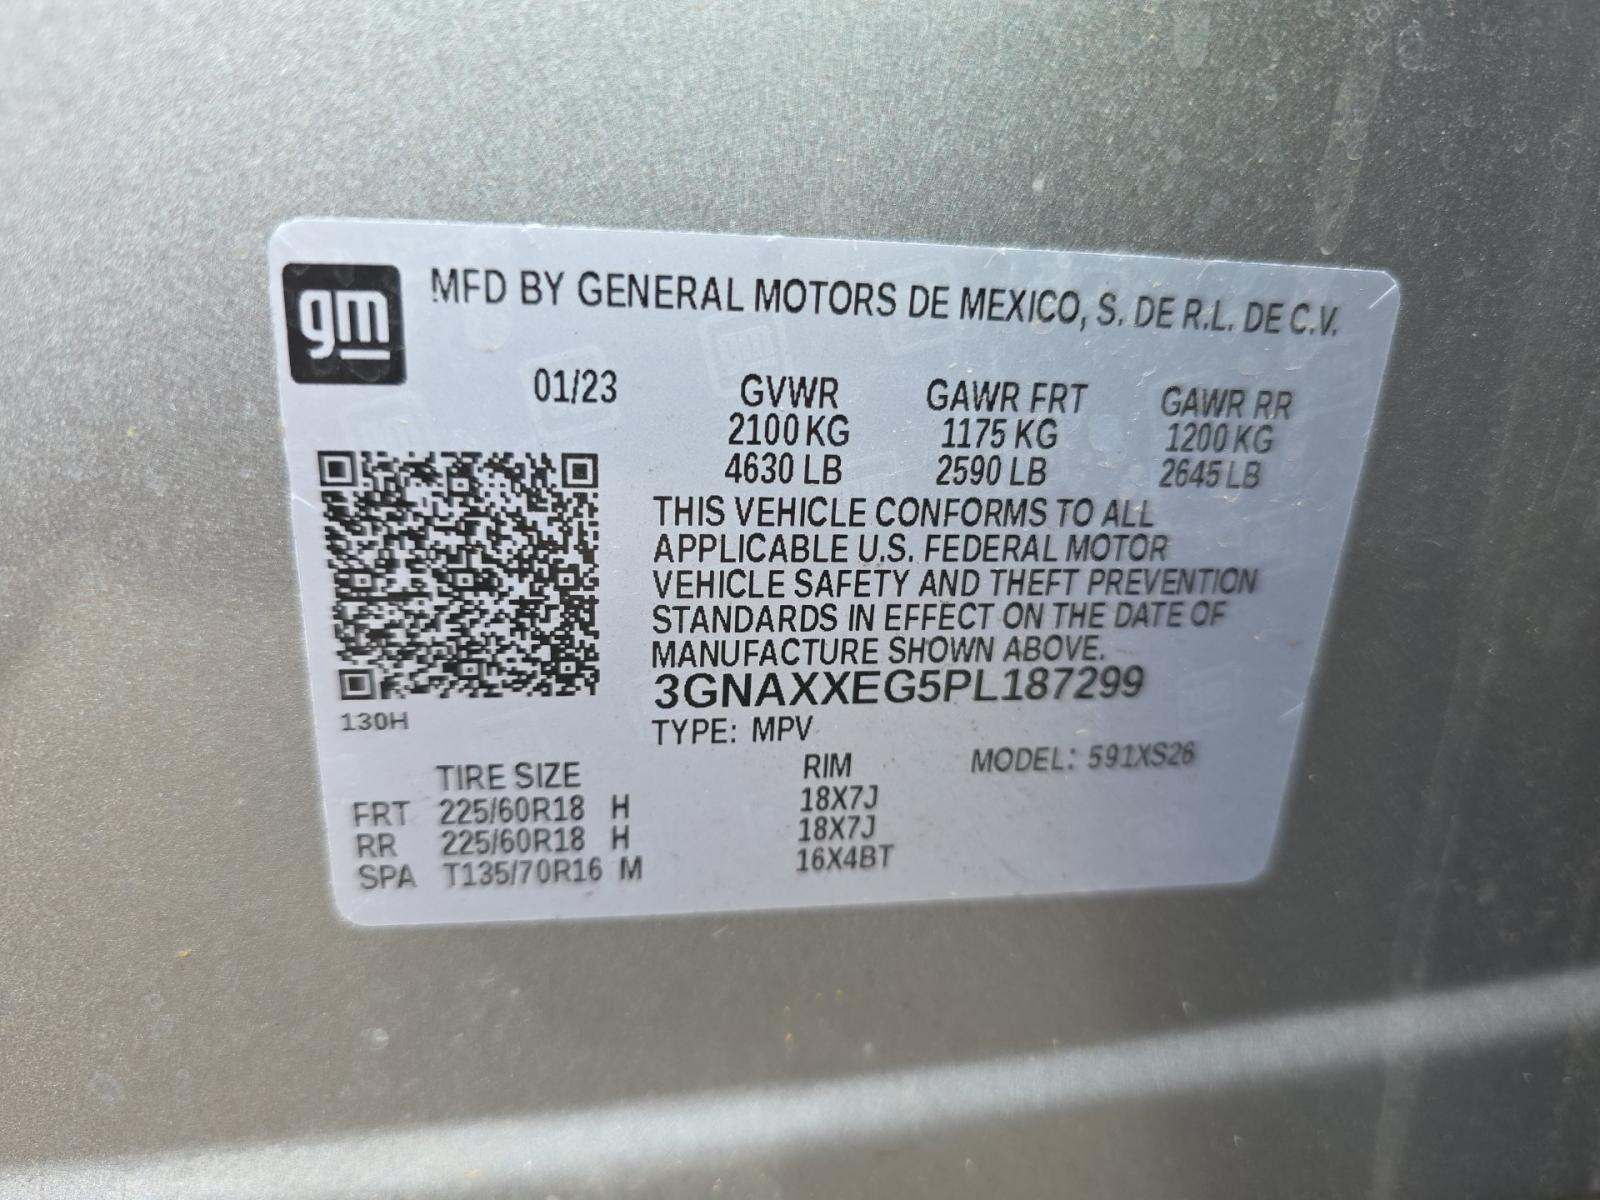 gm MFD BY GENERAL MOTORS DE MEXICO, S. DE R.L. DE C.V.
01/23 GVWR GAWR FRT GAWR RR
2100 KG 1175 KG 1200 KG
4630 LB 2590 LB 2645 LB
THIS VEHICLE CONFORMS TO ALL
APPLICABLE U.S. FEDERAL MOTOR
VEHICLE SAFETY AND THEFT PREVENTION
STANDARDS IN EFFECT ON THE DATE OF
MANUFACTURE SHOWN ABOVE.
3GNAXXEG5PL187299
130H TYPE: MPV
TIRE SIZE RIM MODEL: 591XS26
FRT 225/60R18 H 18X7J
RR 225/60R18 H 18X7J
SPA T135/70R16 M 16X4BT